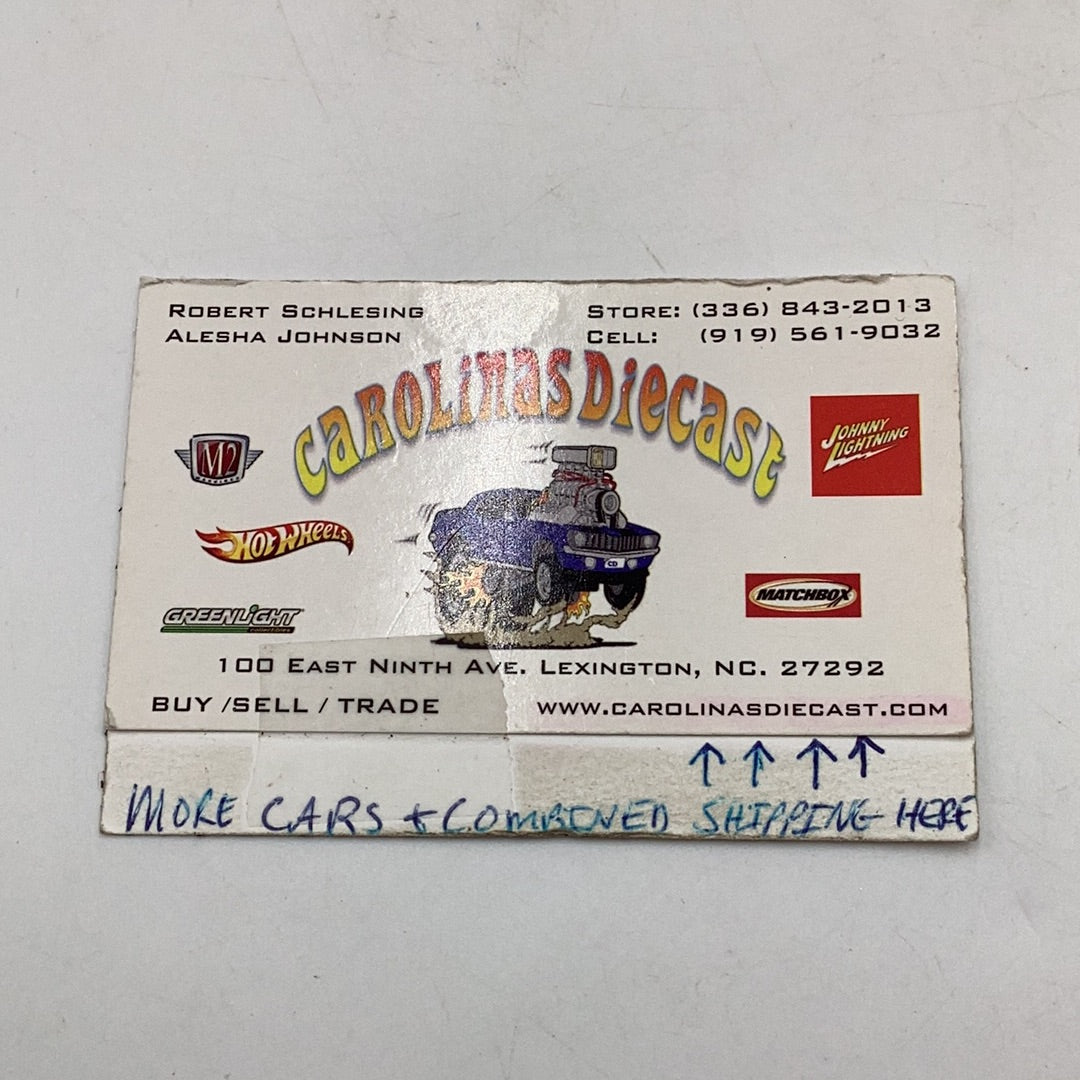 ROBERT SCHLESING
ALESHA JOHNSON
STORE: (336) 843-2013
CELL: (919) 561-9032
CAROLINAS DIECAST
M2
JOHNNY LIGHTNING
HOT WHEELS
CD
GREENLIGHT
COLLECTIBLES
MATCHBOX
100 EAST NINTH AVE. LEXINGTON, NC. 27292
BUY /SELL / TRADE
WWW.CAROLINASDIECAST.COM
MORE CARS + COMBINED SHIPPING HERE